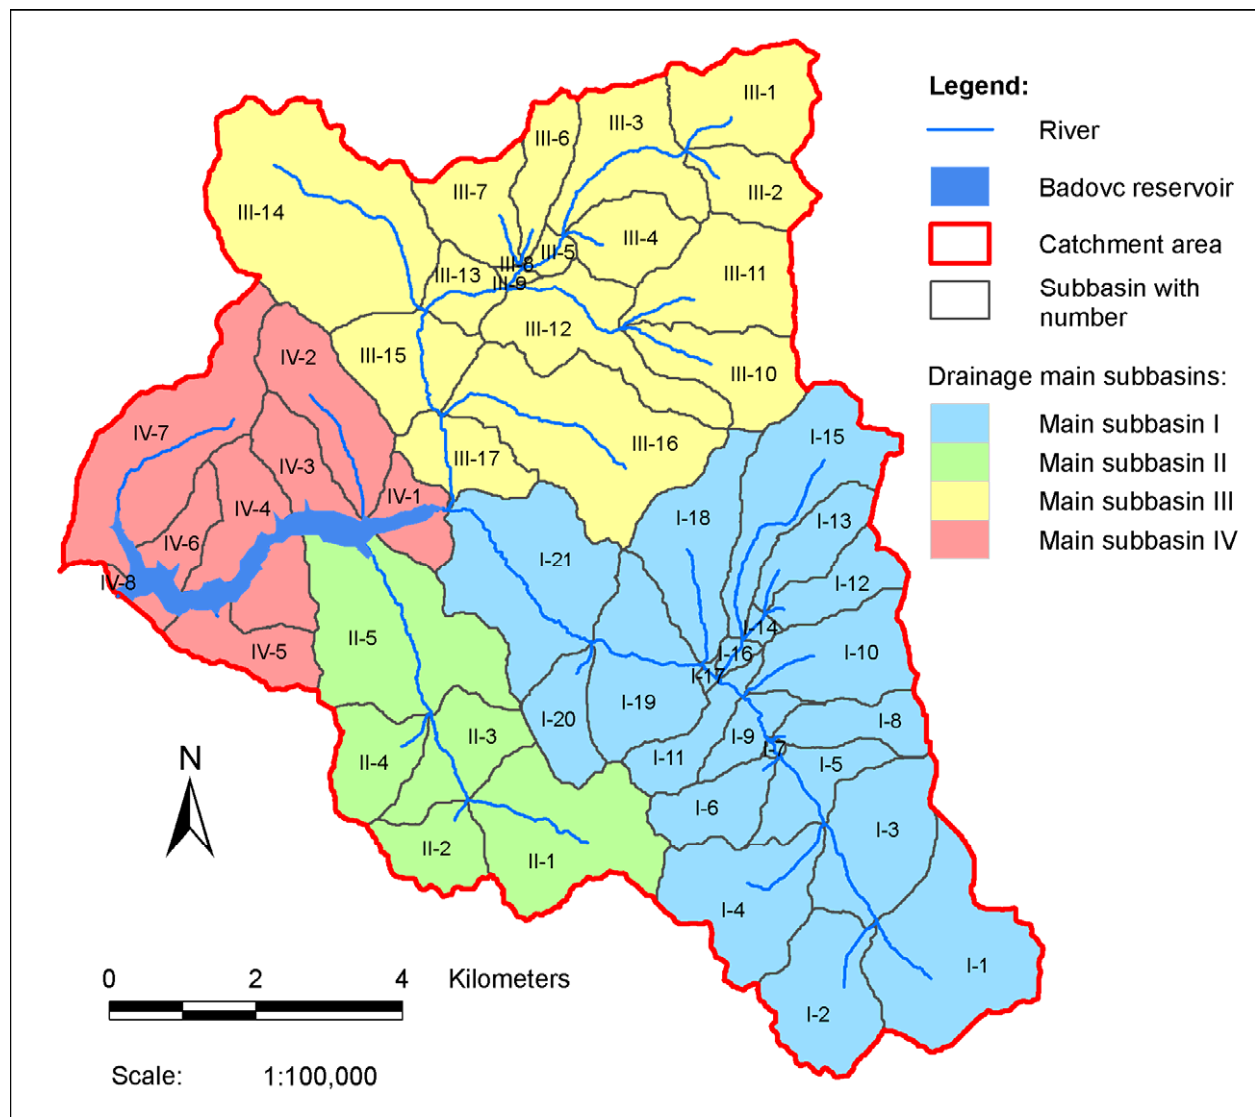 III-1
III-3
III-6
III-7
III-2
III-14
III-4
III-5
III-8
III-13
III-11
III-9
III-12
III-15
IV-2
III-10
IV-7
I-15
III-16
IV-3
III-17
IV-1
IV-4
I-18
I-13
IV-6
I-21
IV-8
I-12
I-14
II-5
IV-5
I-16
I-10
I-17
I-19
I-20
I-8
II-3
I-9
I-7
I-11
II-4
I-5
I-6
I-3
II-2
II-1
I-4
I-1
I-2
Legend:
River
Badovc reservoir
Catchment area
Subbasin with
number
Drainage main subbasins:
Main subbasin I
Main subbasin II
Main subbasin III
Main subbasin IV
N
0 2 4 Kilometers
Scale: 1:100,000